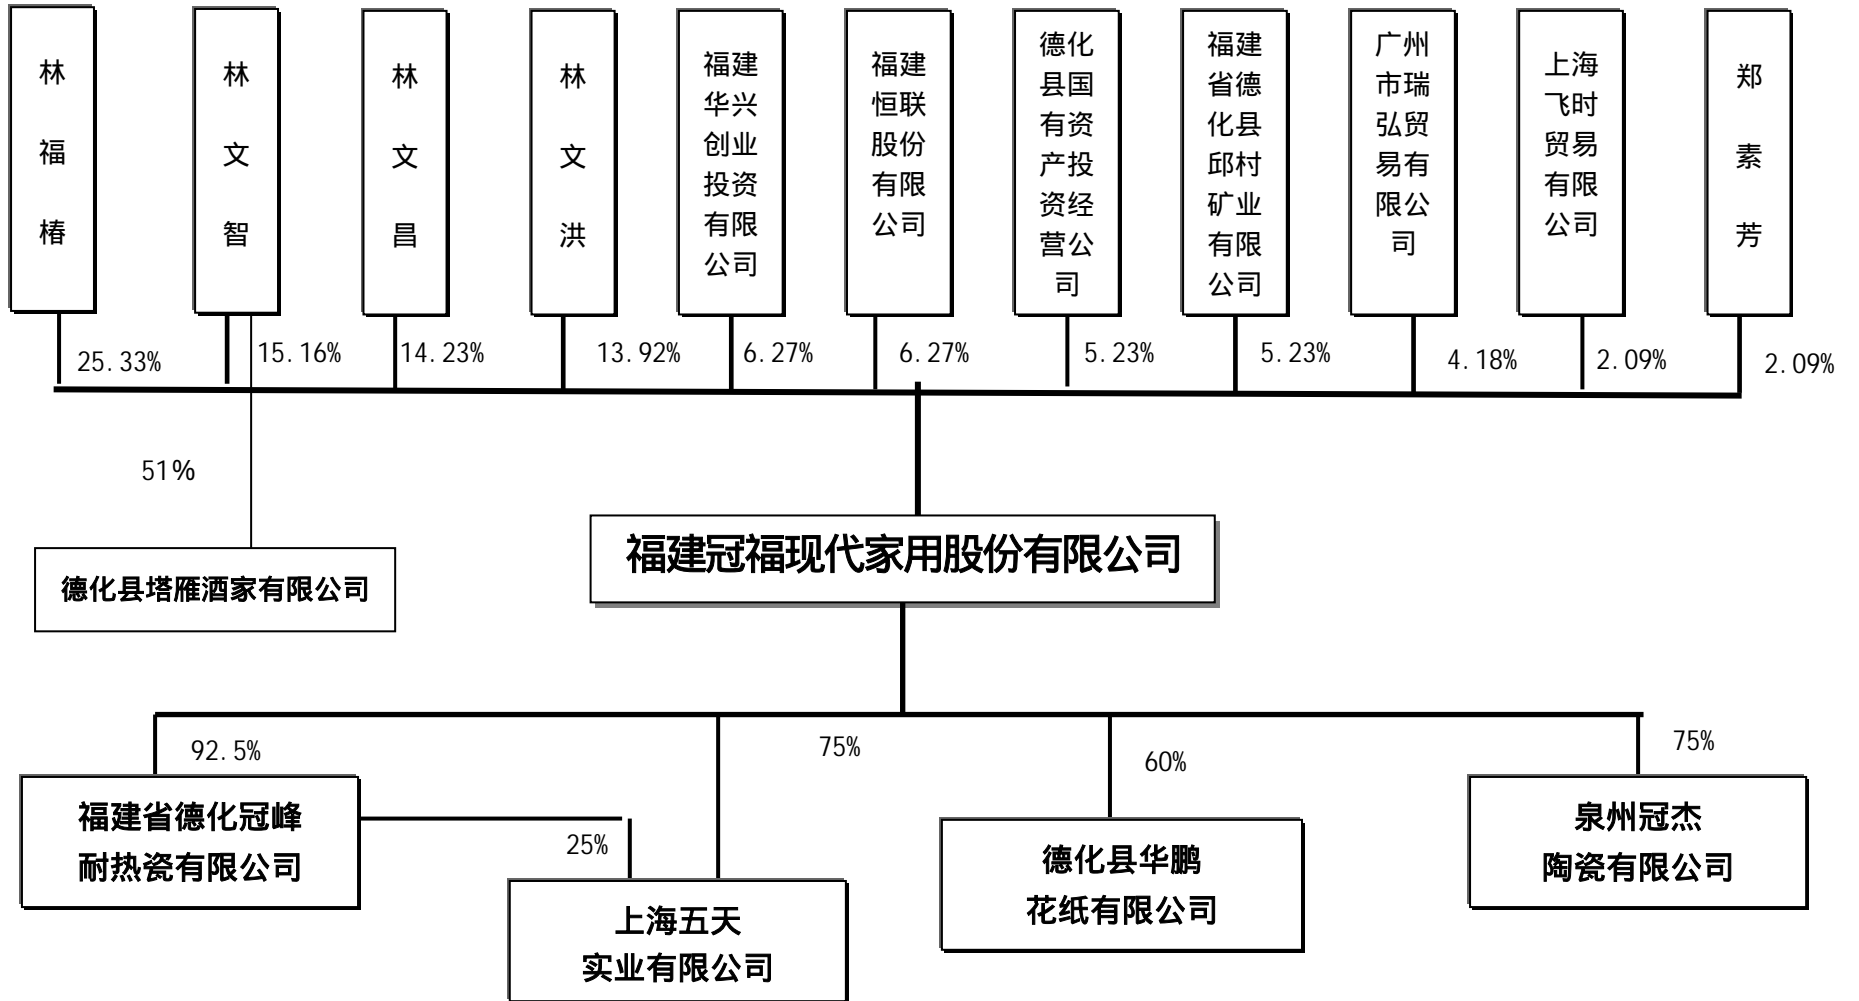 林
福
椿
林
文
智
林
文
昌
林
文
洪
福建
华兴
创业
投资
有限
公司
福建
恒联
股份
有限
公司
德化
县国
有资
产投
资经
营公
司
福建
省德
化县
邱村
矿业
有限
公司
广州
市瑞
弘贸
易有
限公
司
上海
飞时
贸易
有限
公司
郑
素
芳
25.33%
15.16%
14.23%
13.92%
6.27%
6.27%
5.23%
5.23%
4.18%
2.09%
2.09%
51%
德化县塔雁酒家有限公司
福建冠福现代家用股份有限公司
92.5%
75%
60%
75%
福建省德化冠峰
耐热瓷有限公司
25%
上海五天
实业有限公司
德化县华鹏
花纸有限公司
泉州冠杰
陶瓷有限公司